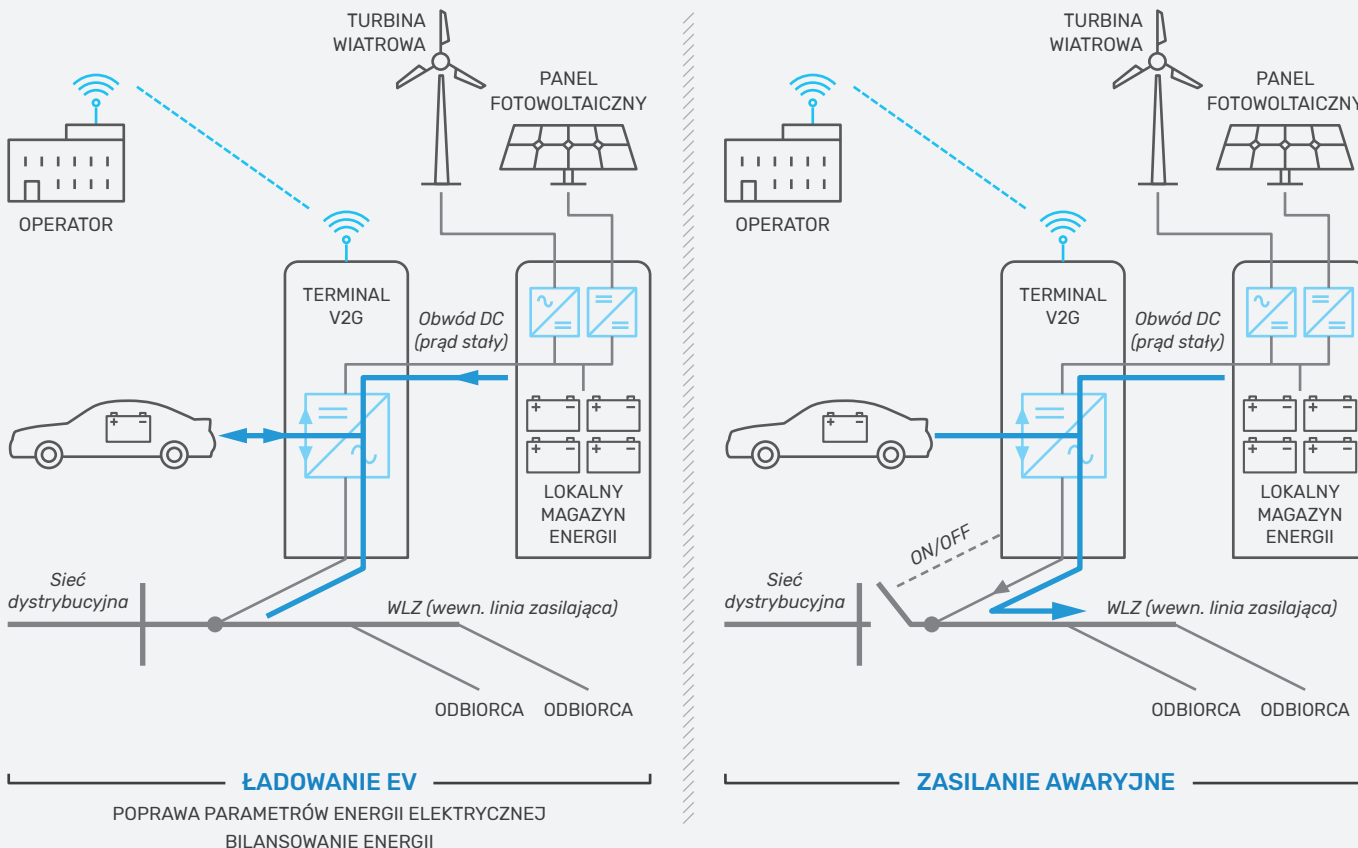 TURBINA
WIATROWA
PANEL
FOTOWOLTAICZNY
OPERATOR
TERMINAL
V2G
Obwód DC
(prąd stały)
LOKALNY
MAGAZYN
ENERGII
Sieć
dystrybucyjna
WLZ (wewn. linia zasilająca)
ODBIORCA
ODBIORCA
ŁADOWANIE EV
POPRAWA PARAMETRÓW ENERGII ELEKTRYCZNEJ
BILANSOWANIE ENERGII
TURBINA
WIATROWA
PANEL
FOTOWOLTAICZNY
OPERATOR
TERMINAL
V2G
Obwód DC
(prąd stały)
LOKALNY
MAGAZYN
ENERGII
ON/OFF
Sieć
dystrybucyjna
WLZ (wewn. linia zasilająca)
ODBIORCA
ODBIORCA
ZASILANIE AWARYJNE